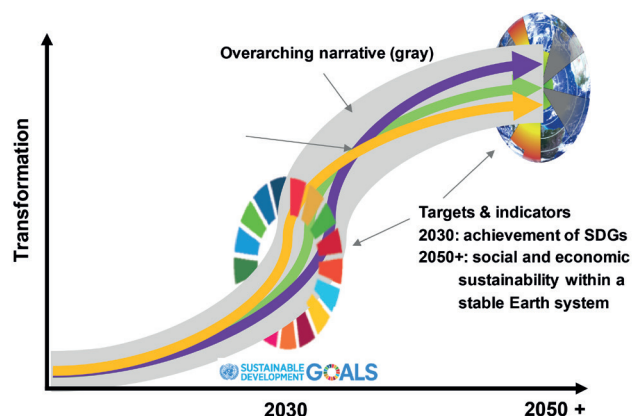 Overarching narrative (gray)
Transformation
Targets & indicators
2030: achievement of SDGs
2050+: social and economic
sustainability within a
stable Earth system
SUSTAINABLE
DEVELOPMENT
GOALS
2030
2050 +